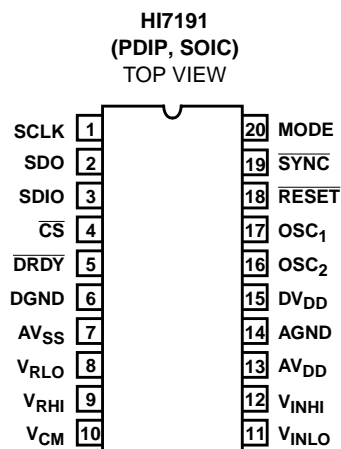 HI7191
(PDIP, SOIC)
TOP VIEW
SCLK 1 20 MODE
SDO 2 19 SYNC
SDIO 3 18 RESET
CS 4 17 OSC1
DRDY 5 16 OSC2
DGND 6 15 DVDD
AVSS 7 14 AGND
VRLO 8 13 AVDD
VRHI 9 12 VINHI
VCM 10 11 VINLO